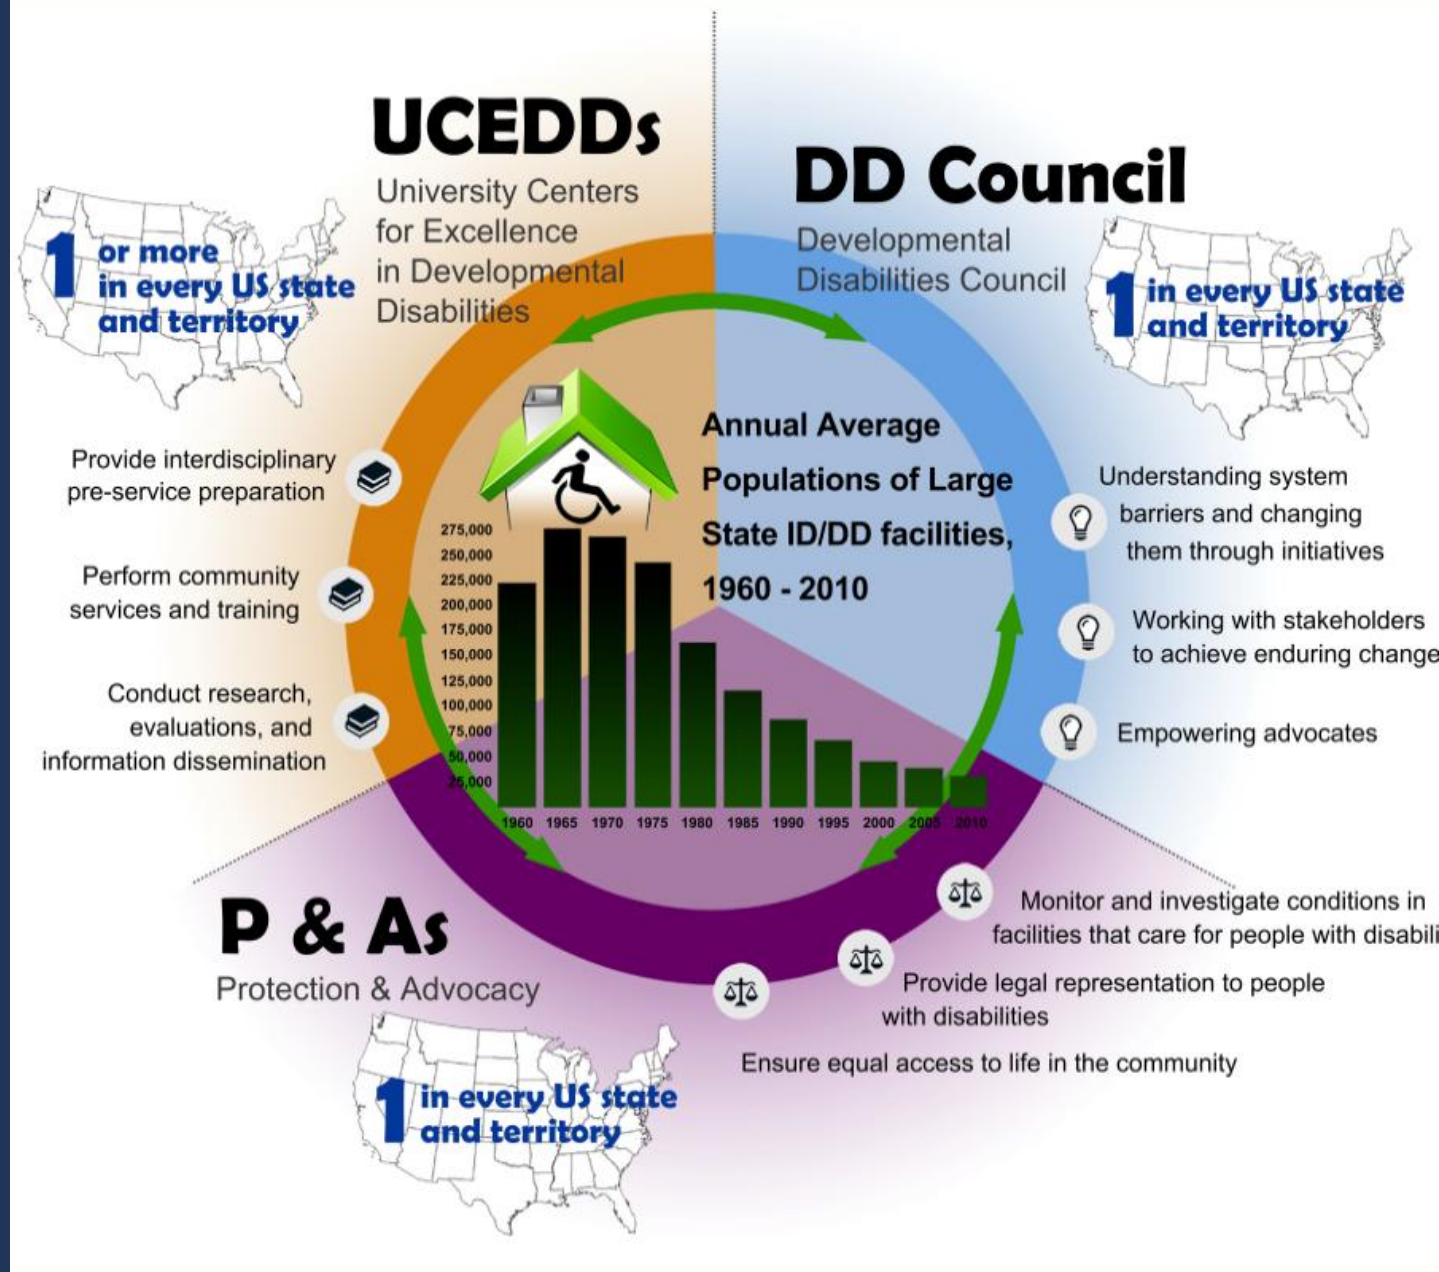 UCEDDs
University Centers
for Excellence
in Developmental
Disabilities
1 or more
in every US state
and territory
Provide interdisciplinary
pre-service preparation
Perform community
services and training
Conduct research,
evaluations, and
information dissemination
DD Council
Developmental
Disabilities Council
1 in every US state
and territory
Understanding system
barriers and changing
them through initiatives
Working with stakeholders
to achieve enduring change
Empowering advocates
Annual Average
Populations of Large
State ID/DD facilities,
1960 - 2010
275,000
250,000
225,000
200,000
175,000
150,000
125,000
100,000
75,000
50,000
25,000
1960 1965 1970 1975 1980 1985 1990 1995 2000 2005 2010
P & As
Protection & Advocacy
1 in every US state
and territory
Monitor and investigate conditions in
facilities that care for people with disabili
Provide legal representation to people
with disabilities
Ensure equal access to life in the community